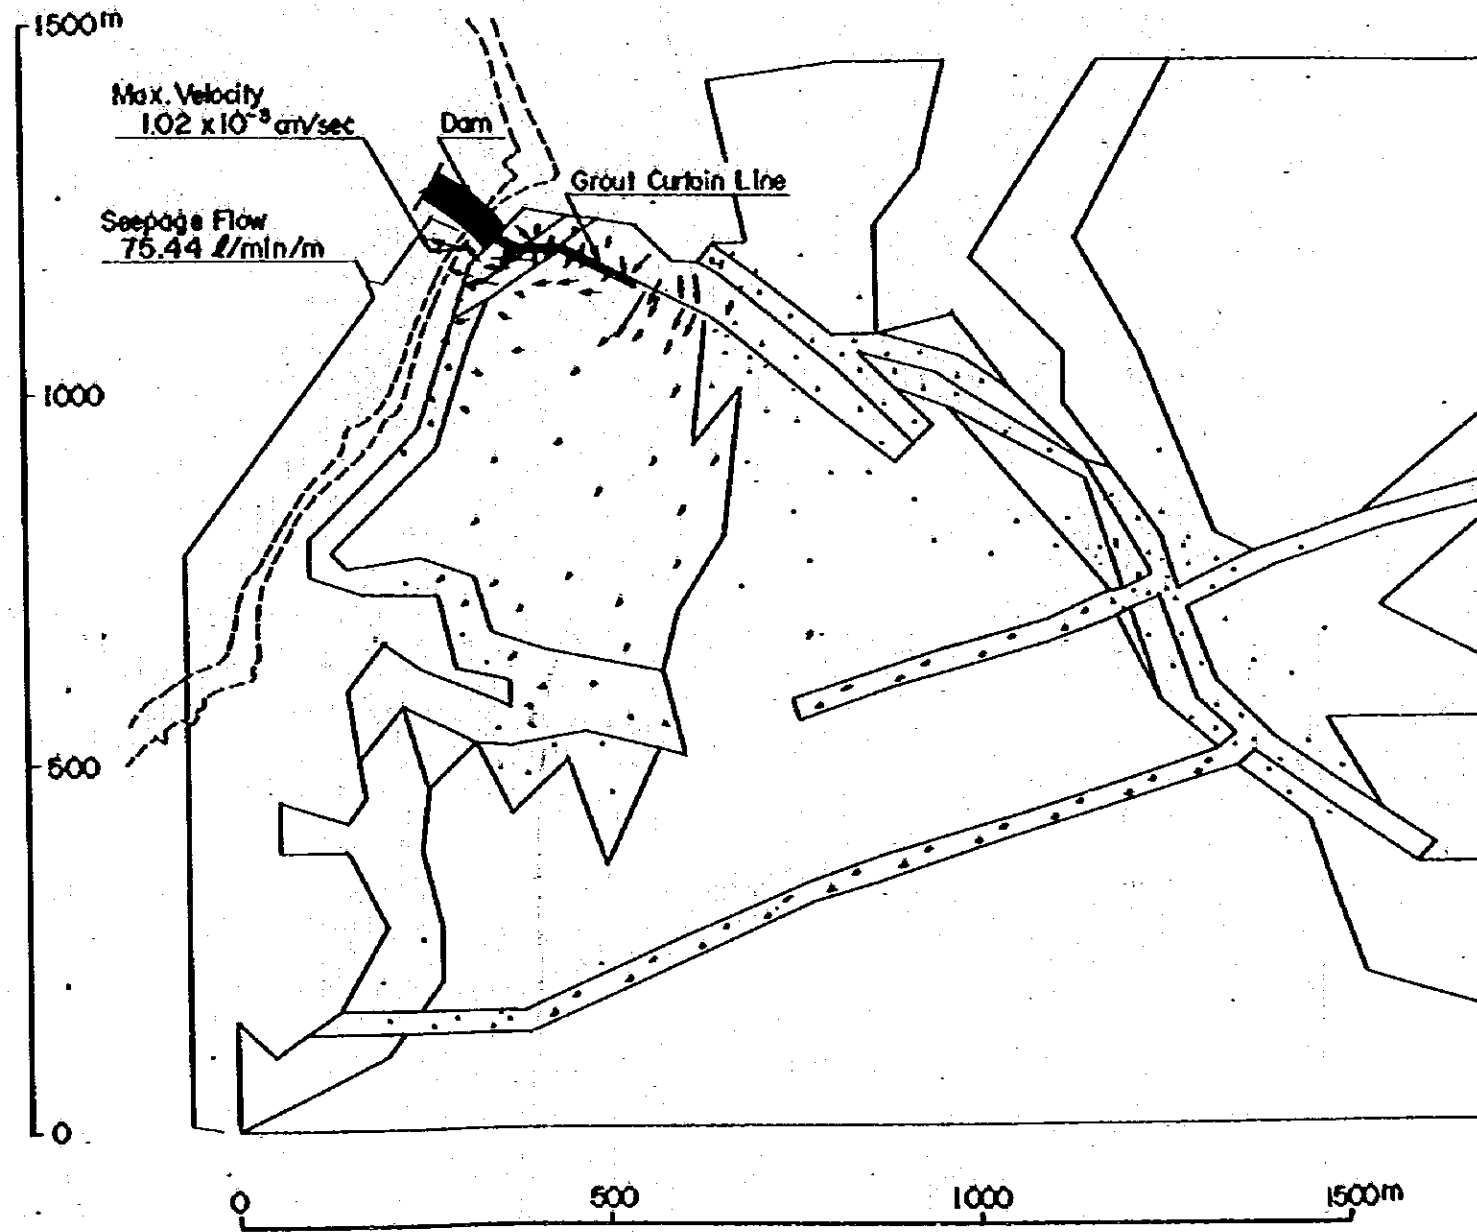 1500m
Max. Velocity
1.02 x 10⁻³ cm/sec
Dam
Grout Curtain Line
Seepage Flow
75.44 ℓ/min/m
1000
500
0
0
500
1000
1500m